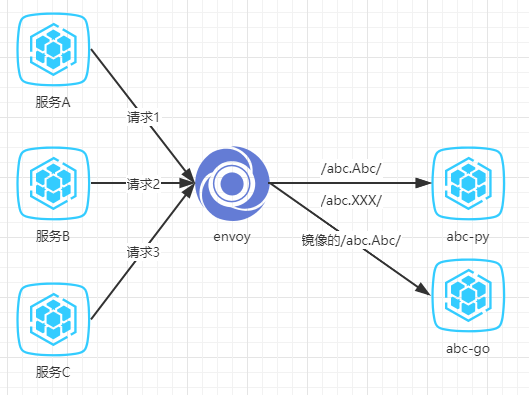 服务A
请求1
服务B
请求2
envoy
/abc.Abc/
/abc.XXX/
abc-py
请求3
镜像的/abc.Abc/
服务C
abc-go